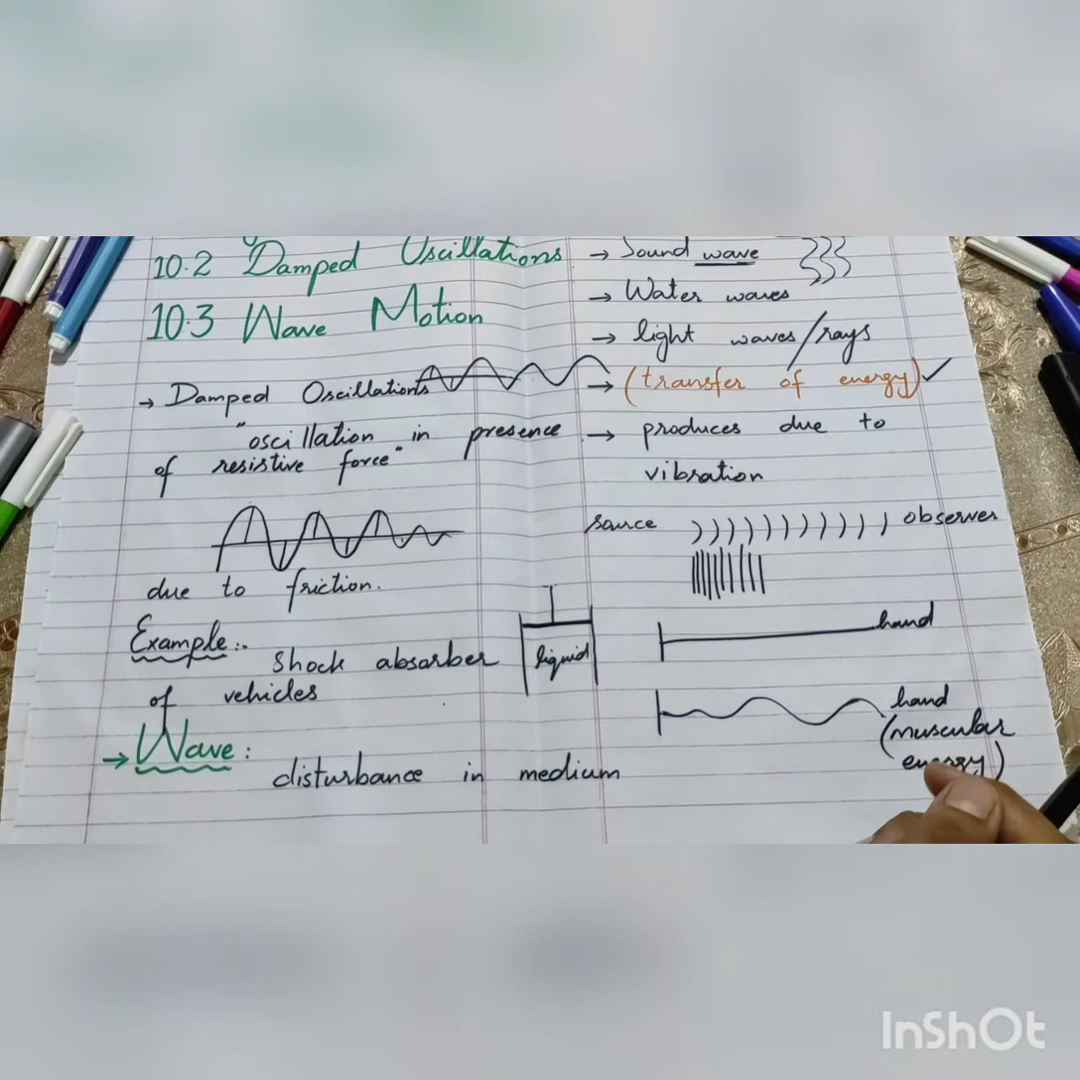 10.2 Damped Oscillations
10.3 Wave Motion
→ Damped Oscillations
"oscillation in presence
of resistive force"
due to friction.
Example:-
Shock absorber
of vehicles
liquid
→ Wave:
disturbance in medium
→ Sound wave
→ Water waves
→ light waves/rays
→ (transfer of energy) ✓
→ produces due to
vibration
source
observer
hand
hand
(muscular
energy)
InShOt